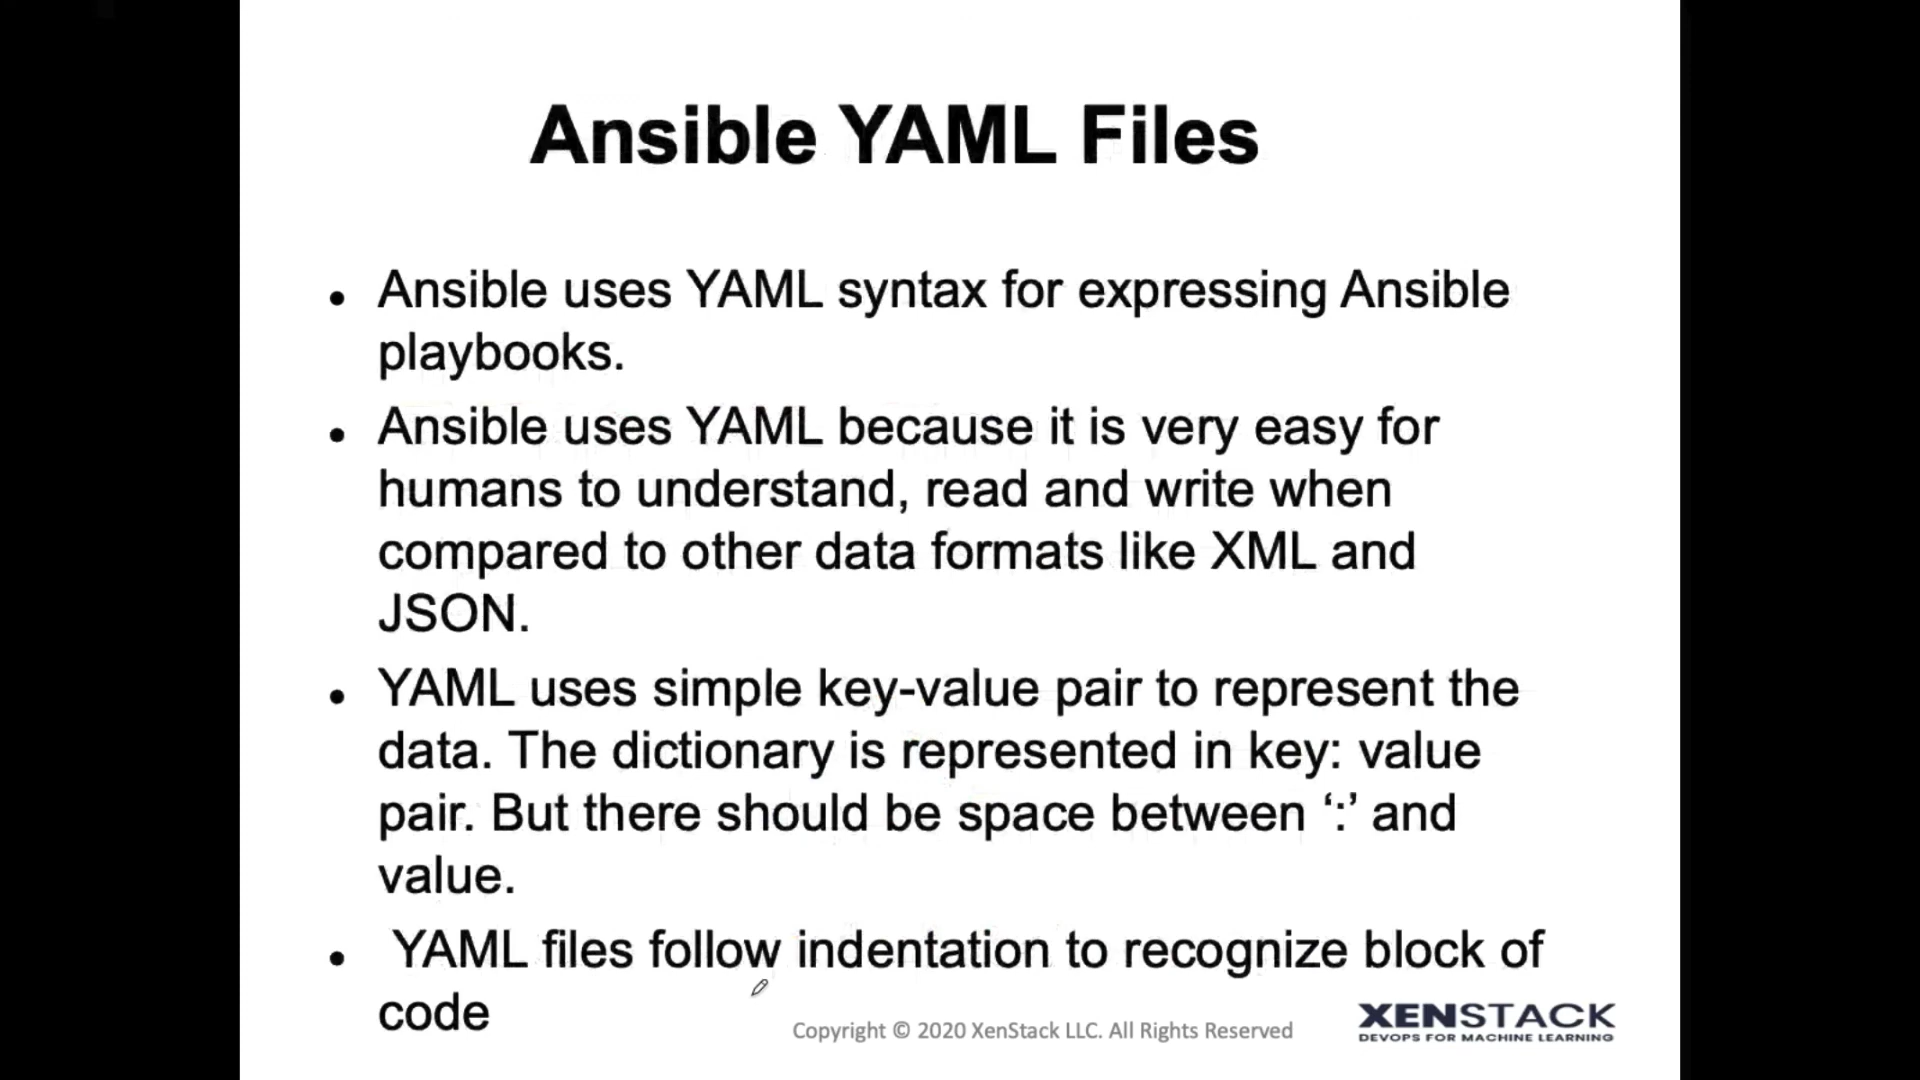 Ansible YAML Files
• Ansible uses YAML syntax for expressing Ansible
playbooks.
• Ansible uses YAML because it is very easy for
humans to understand, read and write when
compared to other data formats like XML and
JSON.
• YAML uses simple key-value pair to represent the
data. The dictionary is represented in key: value
pair. But there should be space between ‘:’ and
value.
• YAML files follow indentation to recognize block of
code
Copyright © 2020 XenStack LLC. All Rights Reserved
XENSTACK
DEVOPS FOR MACHINE LEARNING